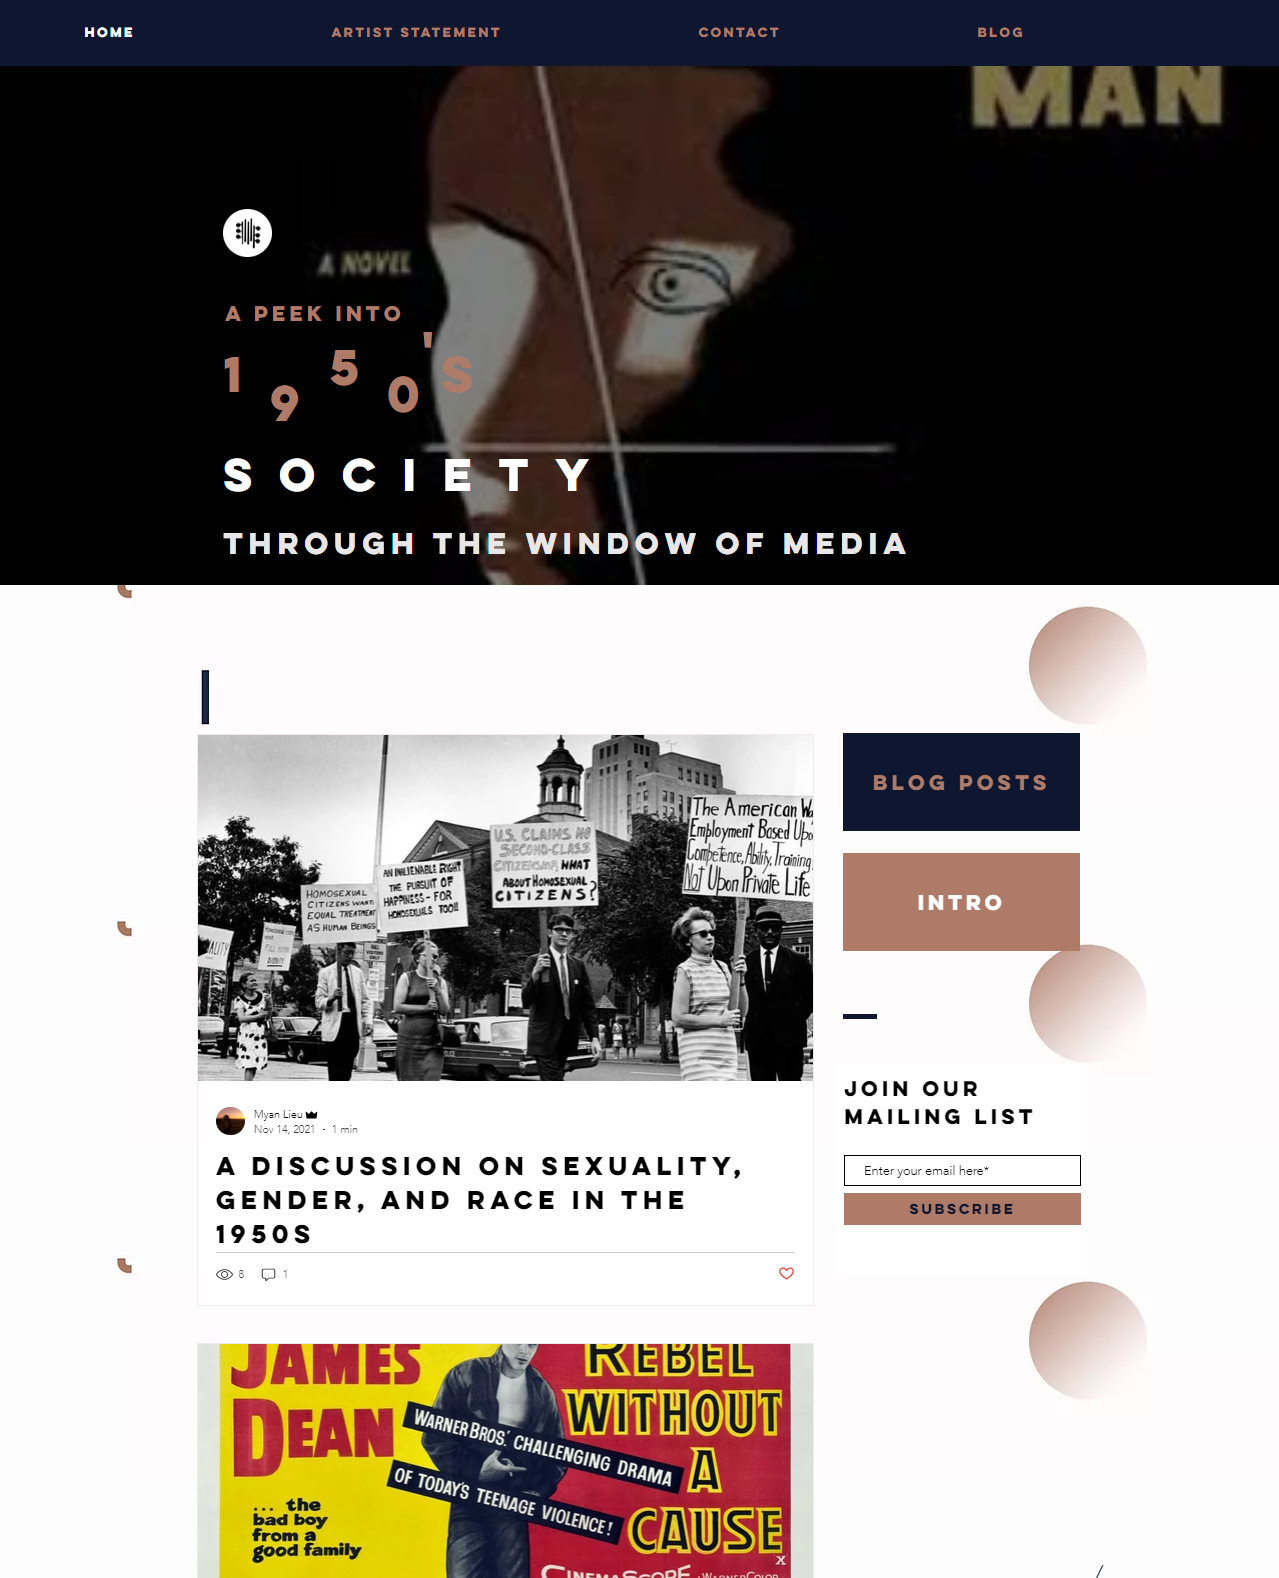 HOME
ARTIST STATEMENT
CONTACT
BLOG
MAN
A NOVEL
A PEEK INTO
1950'S
SOCIETY
THROUGH THE WINDOW OF MEDIA
The American
Employment Based Upon
Competence, Ability, Training
Not Upon Private Life
U.S. CLAIMS NO
SECOND-CLASS
CITIZENSHIP, WHAT
ABOUT HOMOSEXUAL
CITIZENS?
AN INALIENABLE RIGHT
THE PURSUIT OF
HAPPINESS - FOR
HOMOSEXUALS TOO!!
HOMOSEXUAL
CITIZENS WANT:
EQUAL TREATMENT
AS HUMAN BEINGS
BLOG POSTS
INTRO
Myan Lieu
Nov 14, 2021 · 1 min
A DISCUSSION ON SEXUALITY,
GENDER, AND RACE IN THE
1950S
8 1
JOIN OUR
MAILING LIST
Enter your email here*
SUBSCRIBE
JAMES
DEAN
REBEL
WITHOUT
A
CAUSE
WARNER BROS.' CHALLENGING DRAMA
OF TODAY'S TEENAGE VIOLENCE!
... the
bad boy
from a
good family
X
CINEMASCOPE WARNERCOLOR